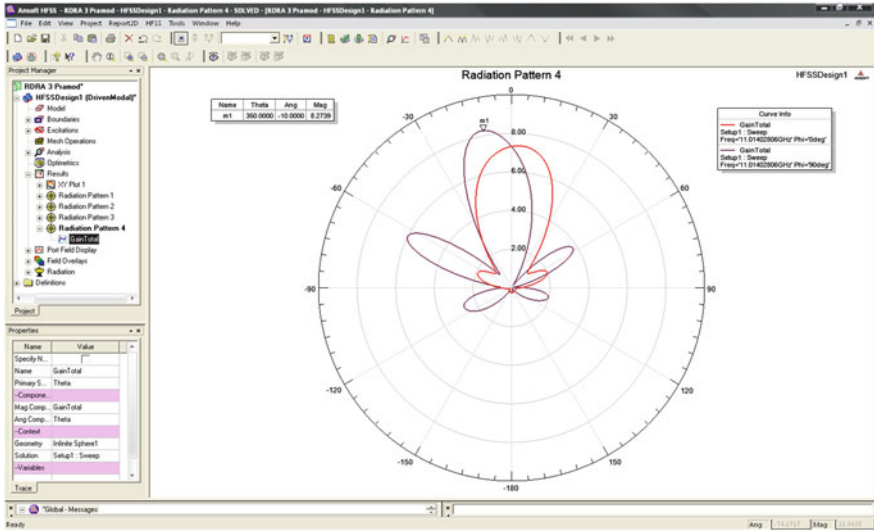 Ansoft HFSS - RDRA 3 Pramod - HFSSDesign1 - Radiation Pattern 4 - SOLVED - [RDRA 3 Pramod - HFSSDesign1 - Radiation Pattern 4]
File Edit View Project Report2D HFSS Tools Window Help
Project Manager
RDRA 3 Pramod*
HFSSDesign1 (DrivenModal)*
Model
Boundaries
Excitations
Mesh Operations
Analysis
Optimetrics
Results
XY Plot 1
Radiation Pattern 1
Radiation Pattern 2
Radiation Pattern 3
Radiation Pattern 4
GainTotal
Port Field Display
Field Overlays
Radiation
Definitions
Project
Properties
Name Value
Specify N...
Name GainTotal
Primary S... Theta
-Compone...
Mag Comp... GainTotal
Ang Comp... Theta
-Context
Geometry Infinite Sphere1
Solution Setup1 : Sweep
-Variables
Trace
Radiation Pattern 4
HFSSDesign1
Name Theta Ang Mag
m1 350.0000 -10.0000 8.2739
Curve Info
GainTotal
Setup1 : Sweep
Freq='11.01402806GHz' Phi='0deg'
GainTotal
Setup1 : Sweep
Freq='11.01402806GHz' Phi='90deg'
0
-30 m1 30
8.00
6.00
-60 60
4.00
2.00
-90 90
-120 120
-150 150
-180
*Global - Messages
Ready
Ang
Mag